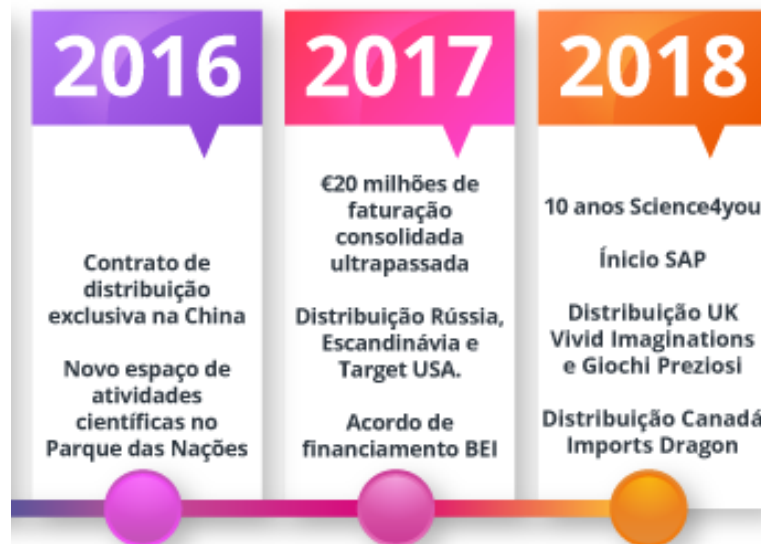 2016
Contrato de
distribuição
exclusiva na China
Novo espaço de
atividades
científicas no
Parque das Nações
2017
€20 milhões de
faturação
consolidada
ultrapassada
Distribuição Rússia,
Escandinávia e
Target USA.
Acordo de
financiamento BEI
2018
10 anos Science4you
Ínicio SAP
Distribuição UK
Vivid Imaginations
e Giochi Preziosi
Distribuição Canadá
Imports Dragon